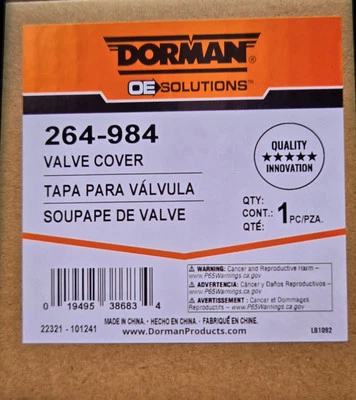 DORMAN®
OE SOLUTIONS™
264-984
VALVE COVER
TAPA PARA VÁLVULA
SOUPAPE DE VALVE
QUALITY
★★★★★
INNOVATION
QTY:
CONT.: 1 PC/PZA.
QTÉ:
0 19495 38683 4
22321 - 101241
⚠ WARNING: Cancer and Reproductive Harm –
www.P65Warnings.ca.gov
⚠ ADVERTENCIA: Cáncer y Daños Reproductivos –
www.P65Warnings.ca.gov
⚠ AVERTISSEMENT : Cancer et Dommages
Reproductifs – www.P65Warnings.ca.gov
MADE IN CHINA. • HECHO EN CHINA. • FABRIQUÉ EN CHINE.
www.DormanProducts.com
LB1092